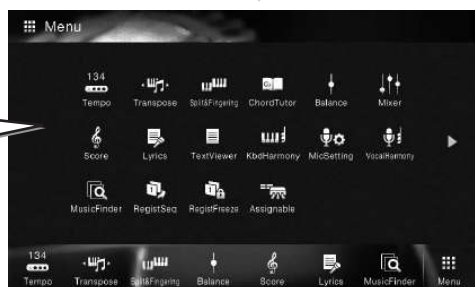 Menu
134
Tempo Transpose Split&Fingering ChordTutor Balance Mixer
Score Lyrics TextViewer KbdHarmony MicSetting VocalHarmony
MusicFinder RegistSeq RegistFreeze Assignable
134
Tempo Transpose Split&Fingering Balance Score Lyrics MusicFinder Menu